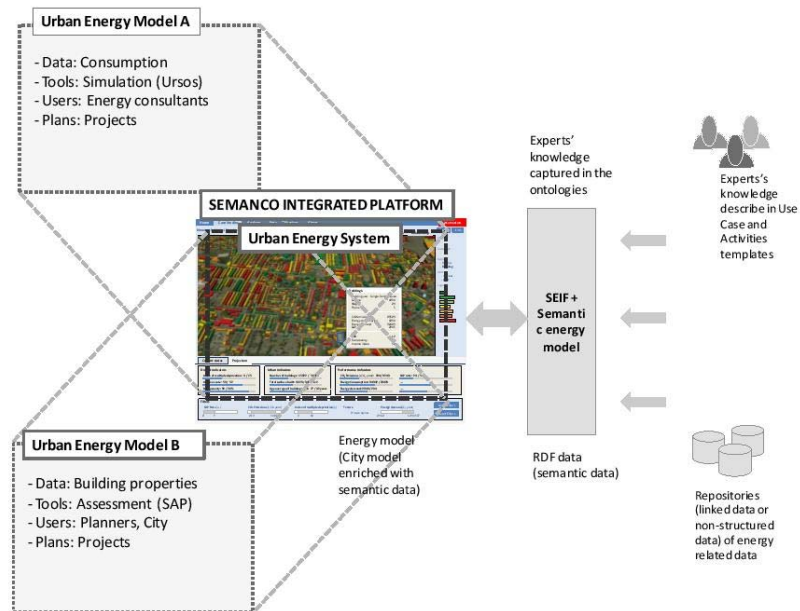 Urban Energy Model A
- Data: Consumption
- Tools: Simulation (Ursos)
- Users: Energy consultants
- Plans: Projects
SEMANCO INTEGRATED PLATFORM
Urban Energy System
Urban Energy Model B
- Data: Building properties
- Tools: Assessment (SAP)
- Users: Planners, City
- Plans: Projects
Energy model
(City model
enriched with
semantic data)
Experts'
knowledge
captured in the
ontologies
SEIF +
Semanti
c energy
model
RDF data
(semantic data)
Experts's
knowledge
describe in Use
Case and
Activities
templates
Repositories
(linked data or
non-structured
data) of energy
related data